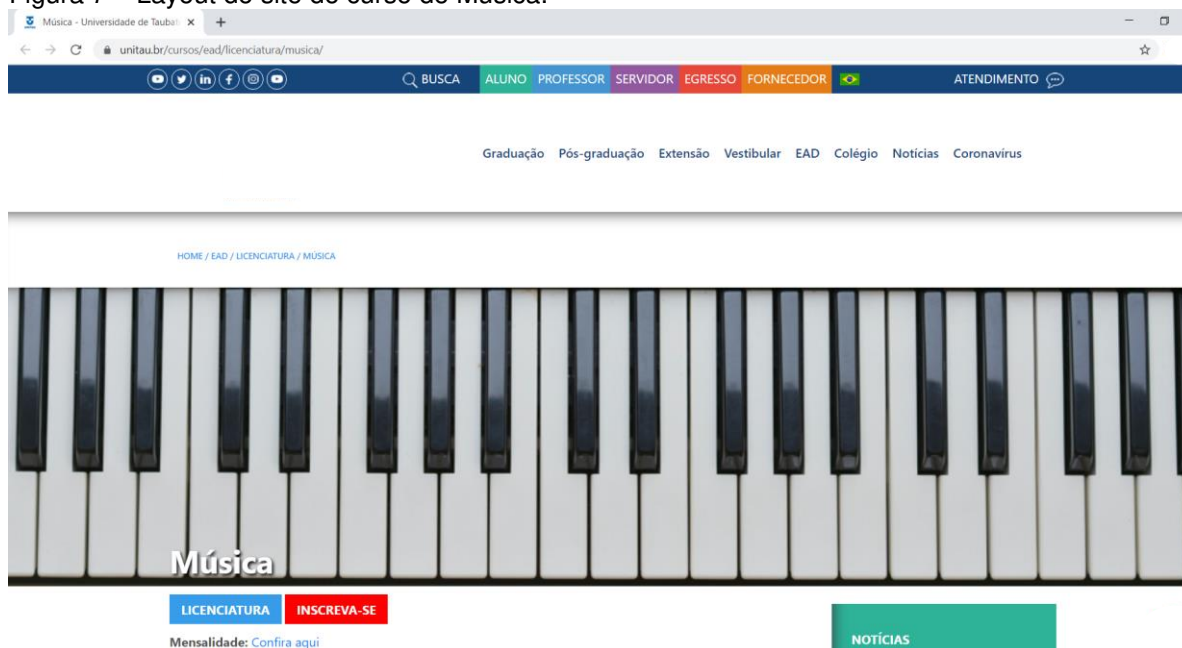 Figura 7 – Layout do site do curso de Música.
Música - Universidade de Taubat
unitau.br/cursos/ead/licenciatura/musica/
BUSCA ALUNO PROFESSOR SERVIDOR EGRESSO FORNECEDOR ATENDIMENTO
Graduação Pós-graduação Extensão Vestibular EAD Colégio Notícias Coronavírus
HOME / EAD / LICENCIATURA / MÚSICA
Música
LICENCIATURA INSCREVA-SE
Mensalidade: Confira aqui
NOTÍCIAS